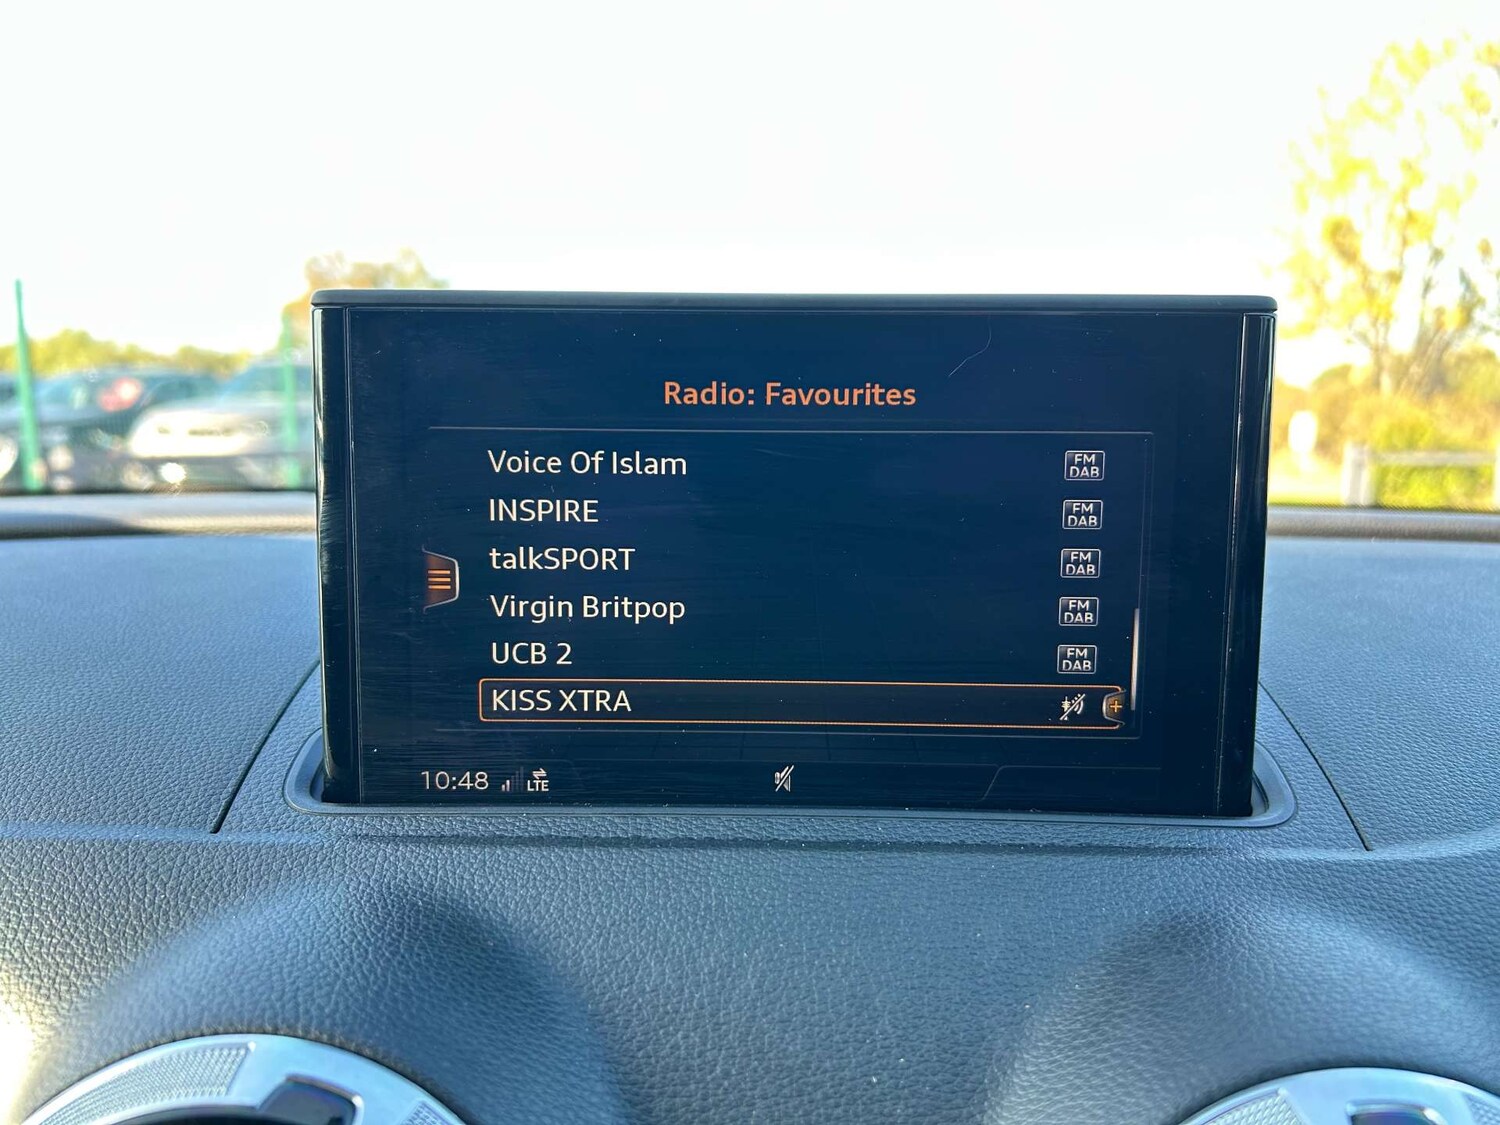 Radio: Favourites
Voice Of Islam FM DAB
INSPIRE FM DAB
talkSPORT FM DAB
Virgin Britpop FM DAB
UCB 2 FM DAB
KISS XTRA
10:48 LTE